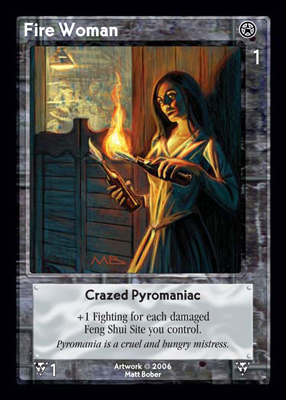 Fire Woman
1
MB
Crazed Pyromaniac
+1 Fighting for each damaged
Feng Shui Site you control.
Pyromania is a cruel and hungry mistress.
1
Artwork © 2006
Matt Bober